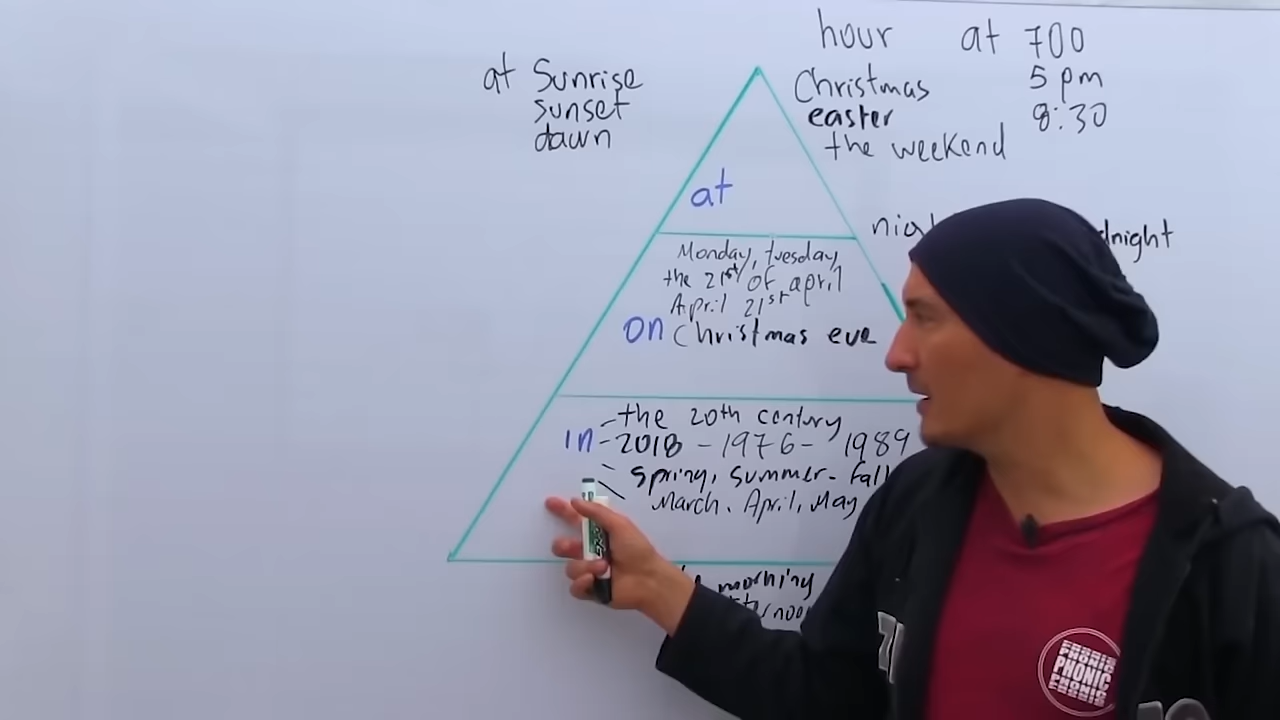 hour at 700
5 pm
8:30
Christmas
easter
the weekend
at Sunrise
sunset
dawn
at
Monday, tuesday
the 21st of april
April 21st
on Christmas eve
in the 20th century
2018 - 1976 - 1989
Spring, summer - Fall
March. April, May
morning
PHONIC